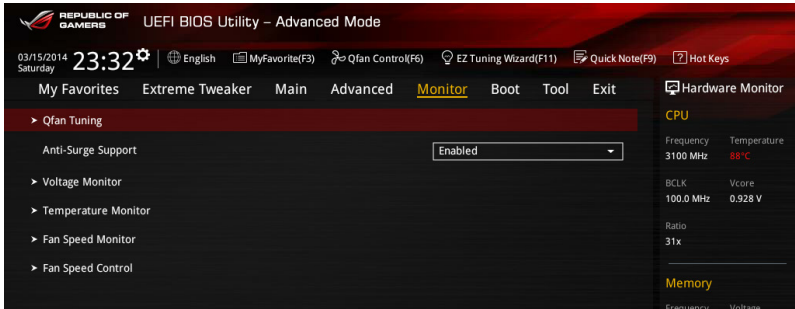 REPUBLIC OF
GAMERS
UEFI BIOS Utility – Advanced Mode
03/15/2014
Saturday
23:32
English
MyFavorite(F3)
Qfan Control(F6)
EZ Tuning Wizard(F11)
Quick Note(F9)
? Hot Keys
My Favorites Extreme Tweaker Main Advanced Monitor Boot Tool Exit
Hardware Monitor
> Qfan Tuning
Anti-Surge Support Enabled
> Voltage Monitor
> Temperature Monitor
> Fan Speed Monitor
> Fan Speed Control
CPU
Frequency Temperature
3100 MHz 88°C
BCLK Vcore
100.0 MHz 0.928 V
Ratio
31x
Memory
Frequency Voltage